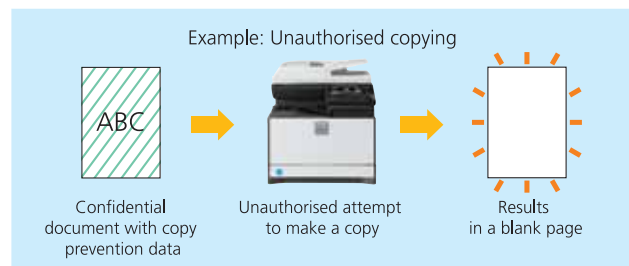 Example: Unauthorised copying
ABC
Confidential
document with copy
prevention data
Unauthorised attempt
to make a copy
Results
in a blank page